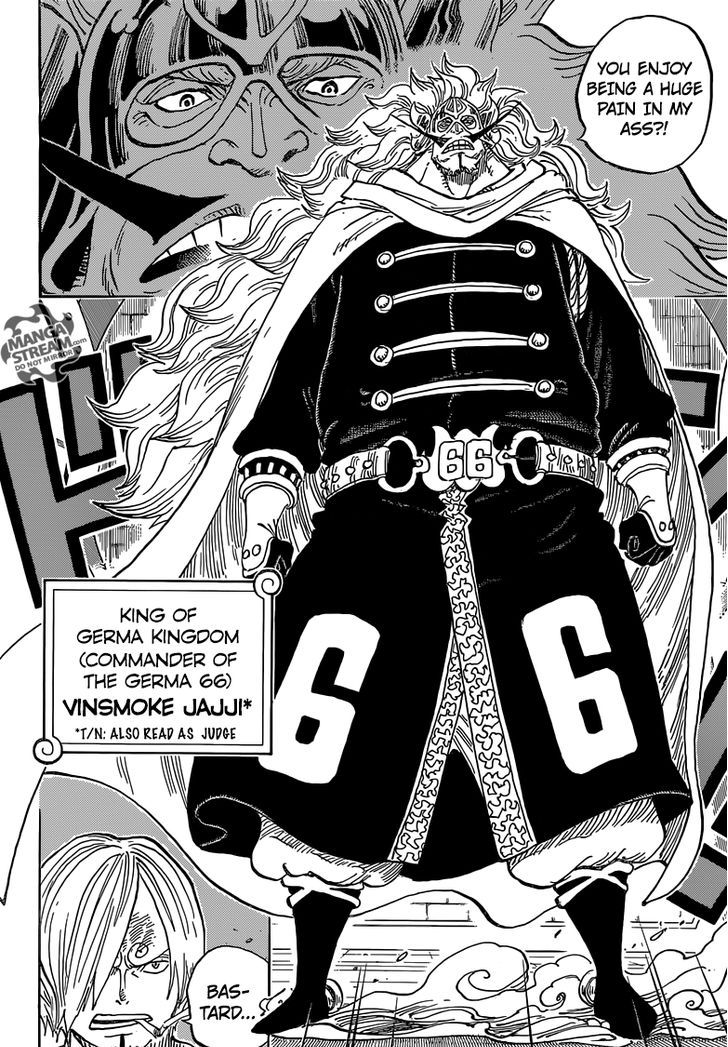 YOU ENJOY
BEING A HUGE
PAIN IN MY
ASS?!
MANGA
STREAM.com
DO NOT MIRROR
66
6 6
KING OF
GERMA KINGDOM
(COMMANDER OF
THE GERMA 66)
VINSMOKE JAJJI*
*T/N: ALSO READ AS JUDGE
BAS-
TARD...